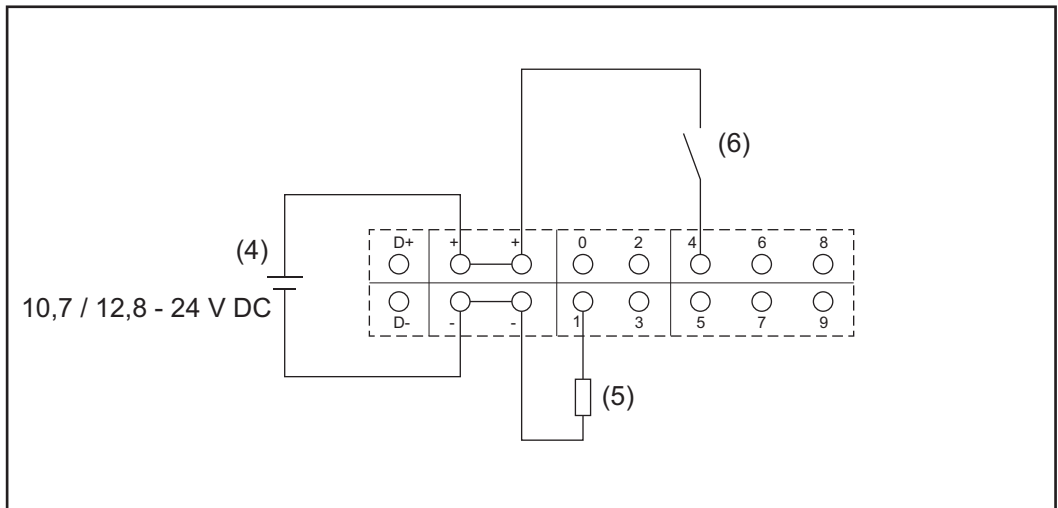 (6)
(4)
10,7 / 12,8 - 24 V DC
D+ + + 0 2 4 6 8
D- - - 1 3 5 7 9
(5)